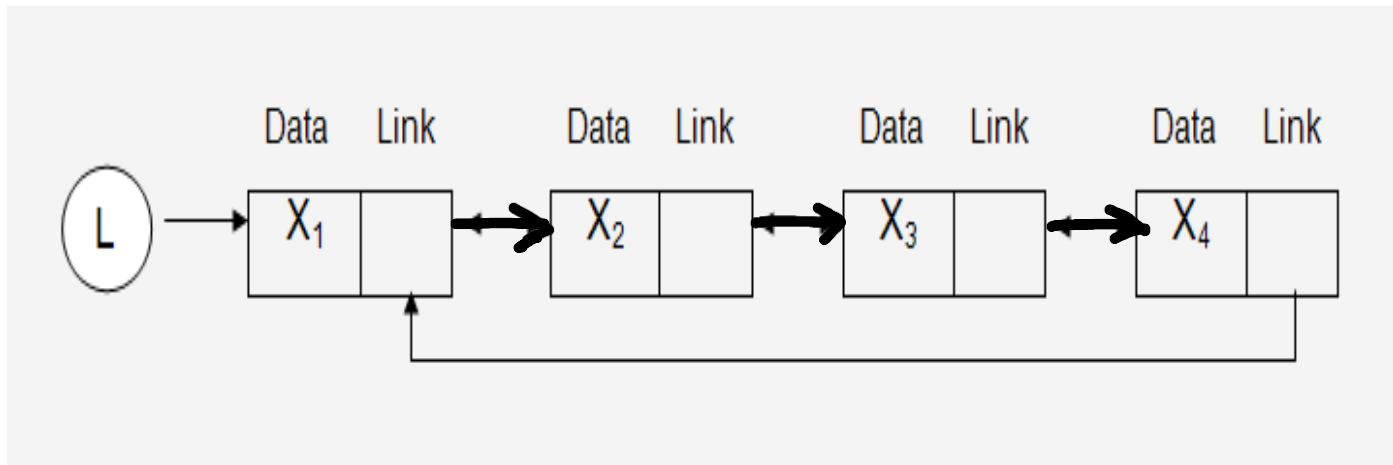 Data Link Data Link Data Link Data Link
L X₁ X₂ X₃ X₄